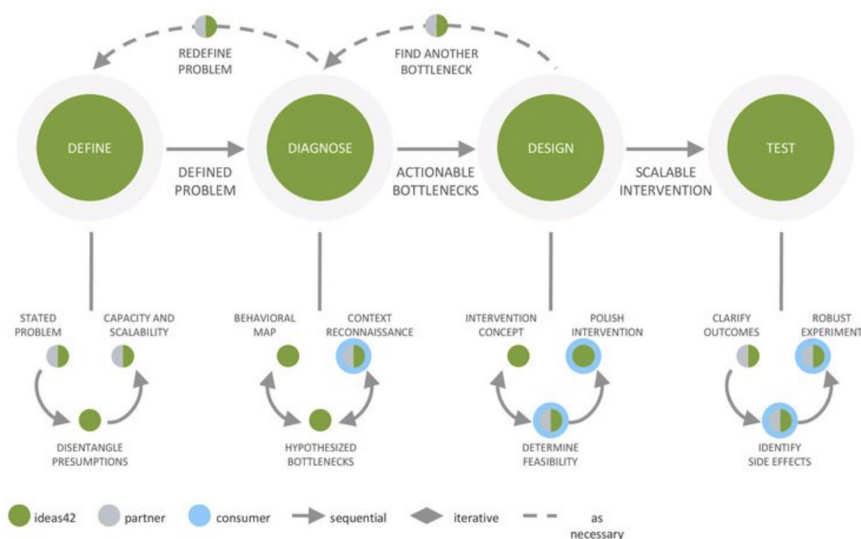 REDEFINE
PROBLEM
FIND ANOTHER
BOTTLENECK
DEFINE
DIAGNOSE
DESIGN
TEST
DEFINED
PROBLEM
ACTIONABLE
BOTTLENECKS
SCALABLE
INTERVENTION
STATED
PROBLEM
CAPACITY AND
SCALABILITY
BEHAVIORAL
MAP
CONTEXT
RECONNAISSANCE
INTERVENTION
CONCEPT
POLISH
INTERVENTION
CLARIFY
OUTCOMES
ROBUST
EXPERIMENT
DISENTANGLE
PRESUMPTIONS
HYPOTHESIZED
BOTTLENECKS
DETERMINE
FEASIBILITY
IDENTIFY
SIDE EFFECTS
ideas42
partner
consumer
sequential
iterative
as
necessary